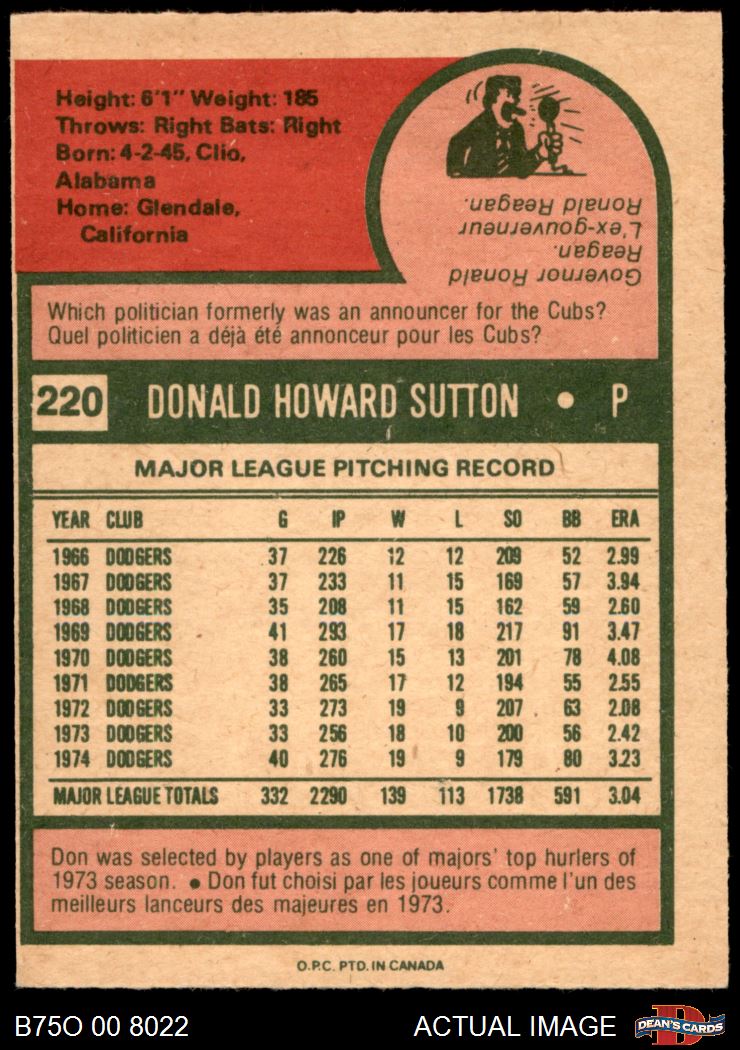 Height: 6'1" Weight: 185
Throws: Right Bats: Right
Born: 4-2-45, Clio,
Alabama
Home: Glendale,
California
Governor Ronald
Reagan.
L'ex-gouverneur
Ronald Reagan.
Which politician formerly was an announcer for the Cubs?
Quel politicien a déjà été annonceur pour les Cubs?
220 DONALD HOWARD SUTTON • P
MAJOR LEAGUE PITCHING RECORD
YEAR CLUB G IP W L SO BB ERA
1966 DODGERS 37 226 12 12 209 52 2.99
1967 DODGERS 37 233 11 15 169 57 3.94
1968 DODGERS 35 208 11 15 162 59 2.60
1969 DODGERS 41 293 17 18 217 91 3.47
1970 DODGERS 38 260 15 13 201 78 4.08
1971 DODGERS 38 265 17 12 194 55 2.55
1972 DODGERS 33 273 19 9 207 63 2.08
1973 DODGERS 33 256 18 10 200 56 2.42
1974 DODGERS 40 276 19 9 179 80 3.23
MAJOR LEAGUE TOTALS 332 2290 139 113 1738 591 3.04
Don was selected by players as one of majors' top hurlers of
1973 season. • Don fut choisi par les joueurs comme l'un des
meilleurs lanceurs des majeures en 1973.
O.P.C. PTD. IN CANADA
B75O 00 8022 ACTUAL IMAGE DEAN'S CARDS